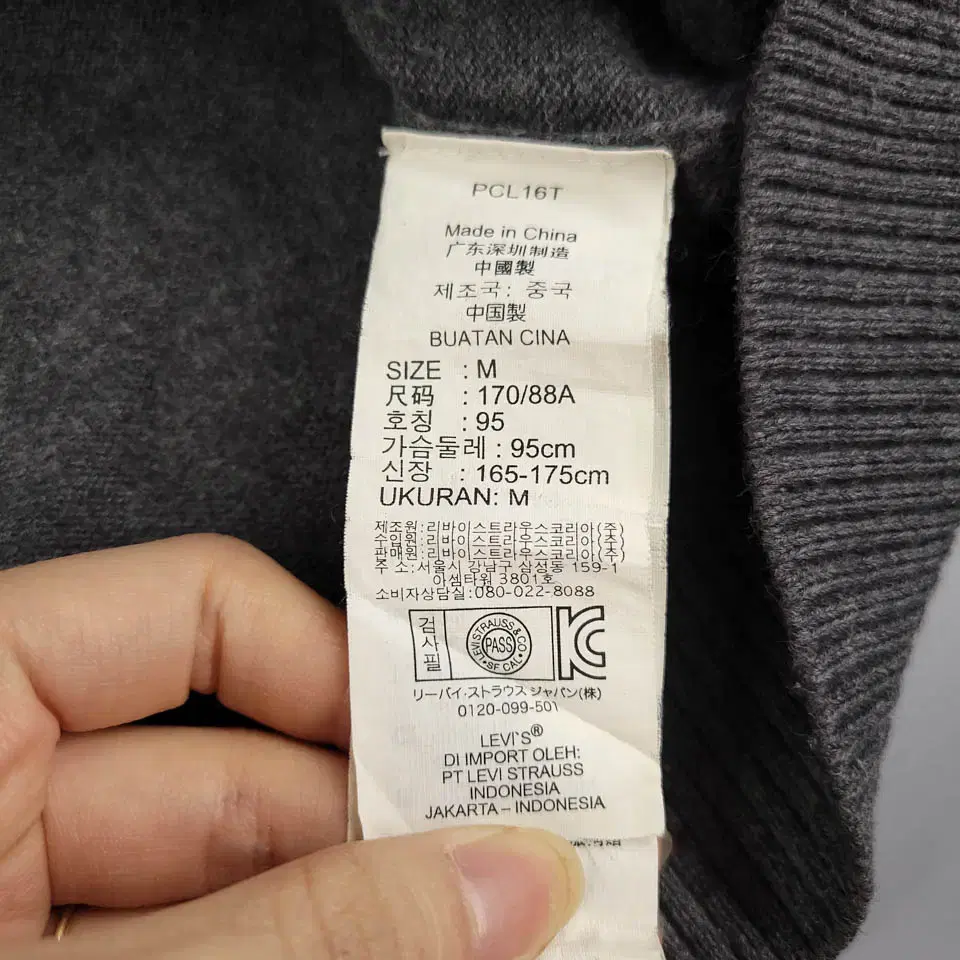 PCL16T
Made in China
广东深圳制造
中國製
제조국: 중국
中国製
BUATAN CINA
SIZE : M
尺码 : 170/88A
호칭 : 95
가슴둘레 : 95cm
신장 : 165-175cm
UKURAN: M
제조원:리바이스트라우스코리아(주)
수입원:리바이스트라우스코리아(주)
판매원:리바이스트라우스코리아(주)
주 소:서울시 강남구 삼성동 159-1
아셈타워 3801호
소비자상담실:080-022-8088
검사필
LEVI STRAUSS & CO.
PASS
SF CAL
リーバイ·ストラウス ジャパン(株)
0120-099-501
LEVI'S®
DI IMPORT OLEH:
PT LEVI STRAUSS
INDONESIA
JAKARTA – INDONESIA